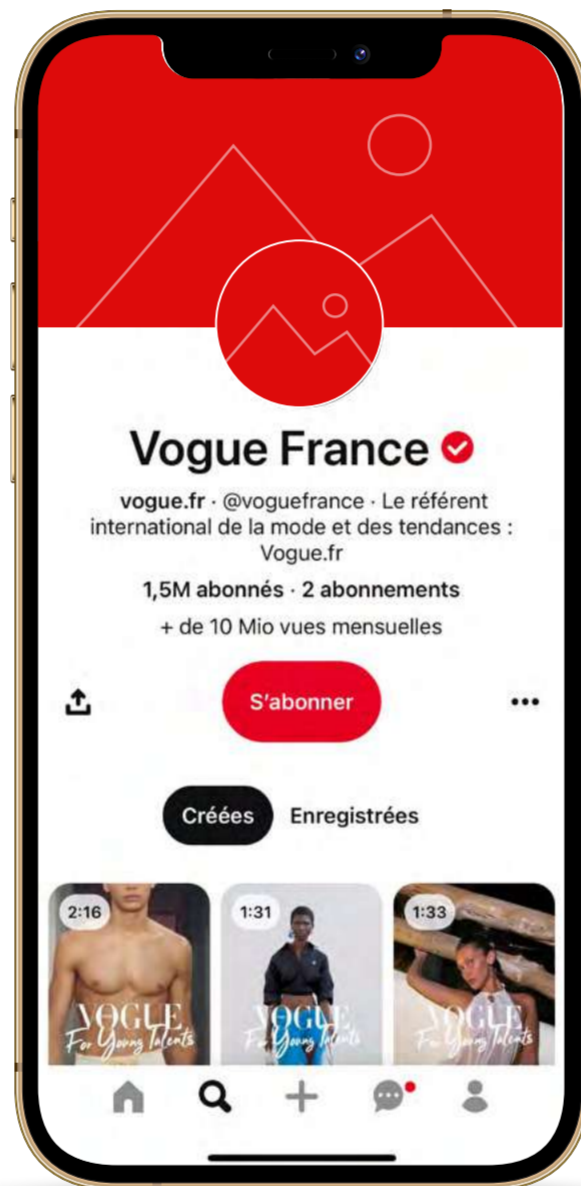 Vogue France
vogue.fr · @voguefrance · Le référent
international de la mode et des tendances :
Vogue.fr
1,5M abonnés · 2 abonnements
+ de 10 Mio vues mensuelles
S'abonner
Créées Enregistrées
2:16 1:31 1:33
VOGUE VOGUE VOGUE
For Young Talents For Young Talents For Young Talents